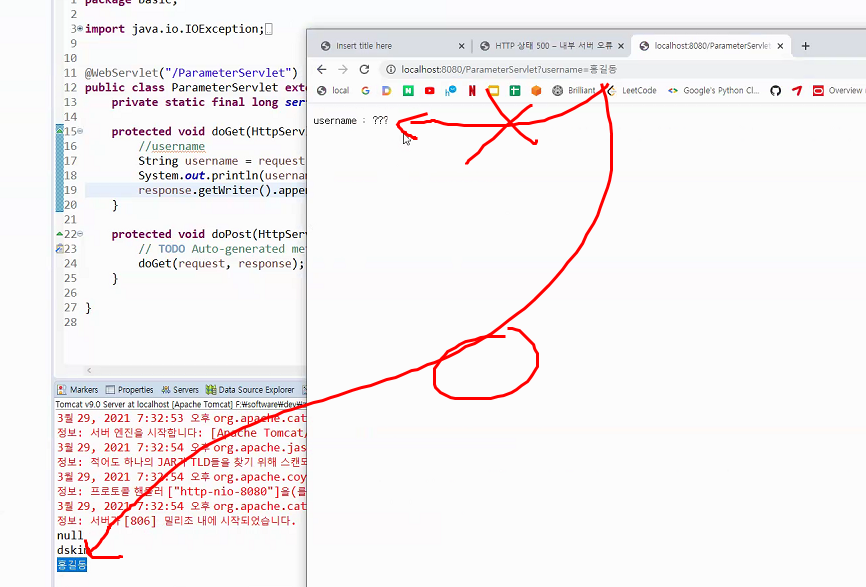 1 package basic;
2
3 import java.io.IOException;
9
10
11 @WebServlet("/ParameterServlet")
12 public class ParameterServlet exte
13 private static final long ser
14
15 protected void doGet(HttpServ
16 //username
17 String username = request
18 System.out.println(userna
19 response.getWriter().appe
20 }
21
22 protected void doPost(HttpSer
23 // TODO Auto-generated me
24 doGet(request, response);
25 }
26
27 }
28
Markers Properties Servers Data Source Explorer
Tomcat v9.0 Server at localhost [Apache Tomcat] F:\software\dev\
3월 29, 2021 7:32:53 오후 org.apache.cat
정보: 서버 엔진을 시작합니다: [Apache Tomcat/
3월 29, 2021 7:32:54 오후 org.apache.jas
정보: 적어도 하나의 JAR가 TLD들을 찾기 위해 스캔되
3월 29, 2021 7:32:54 오후 org.apache.coy
정보: 프로토콜 핸들러 ["http-nio-8080"]을(를
3월 29, 2021 7:32:54 오후 org.apache.cat
정보: 서버가 [806] 밀리초 내에 시작되었습니다.
null
dskim
홍길동
Insert title here
HTTP 상태 500 – 내부 서버 오류
localhost:8080/ParameterServlet
localhost:8080/ParameterServlet?username=홍길동
local Brilliant LeetCode Google's Python Cl... Overview
username : ???